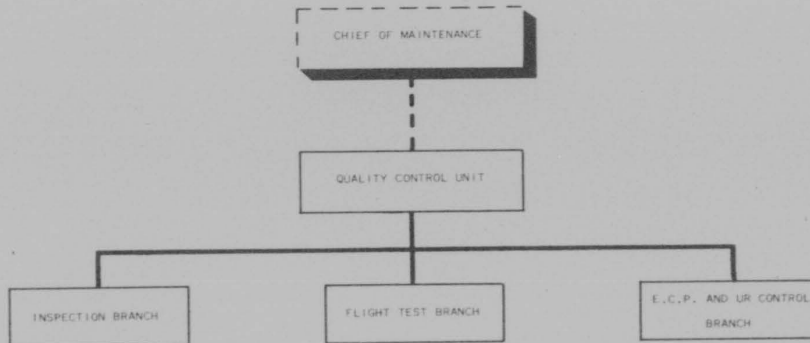 CHIEF OF MAINTENANCE
QUALITY CONTROL UNIT
INSPECTION BRANCH
FLIGHT TEST BRANCH
E.C.P. AND UR CONTROL
BRANCH